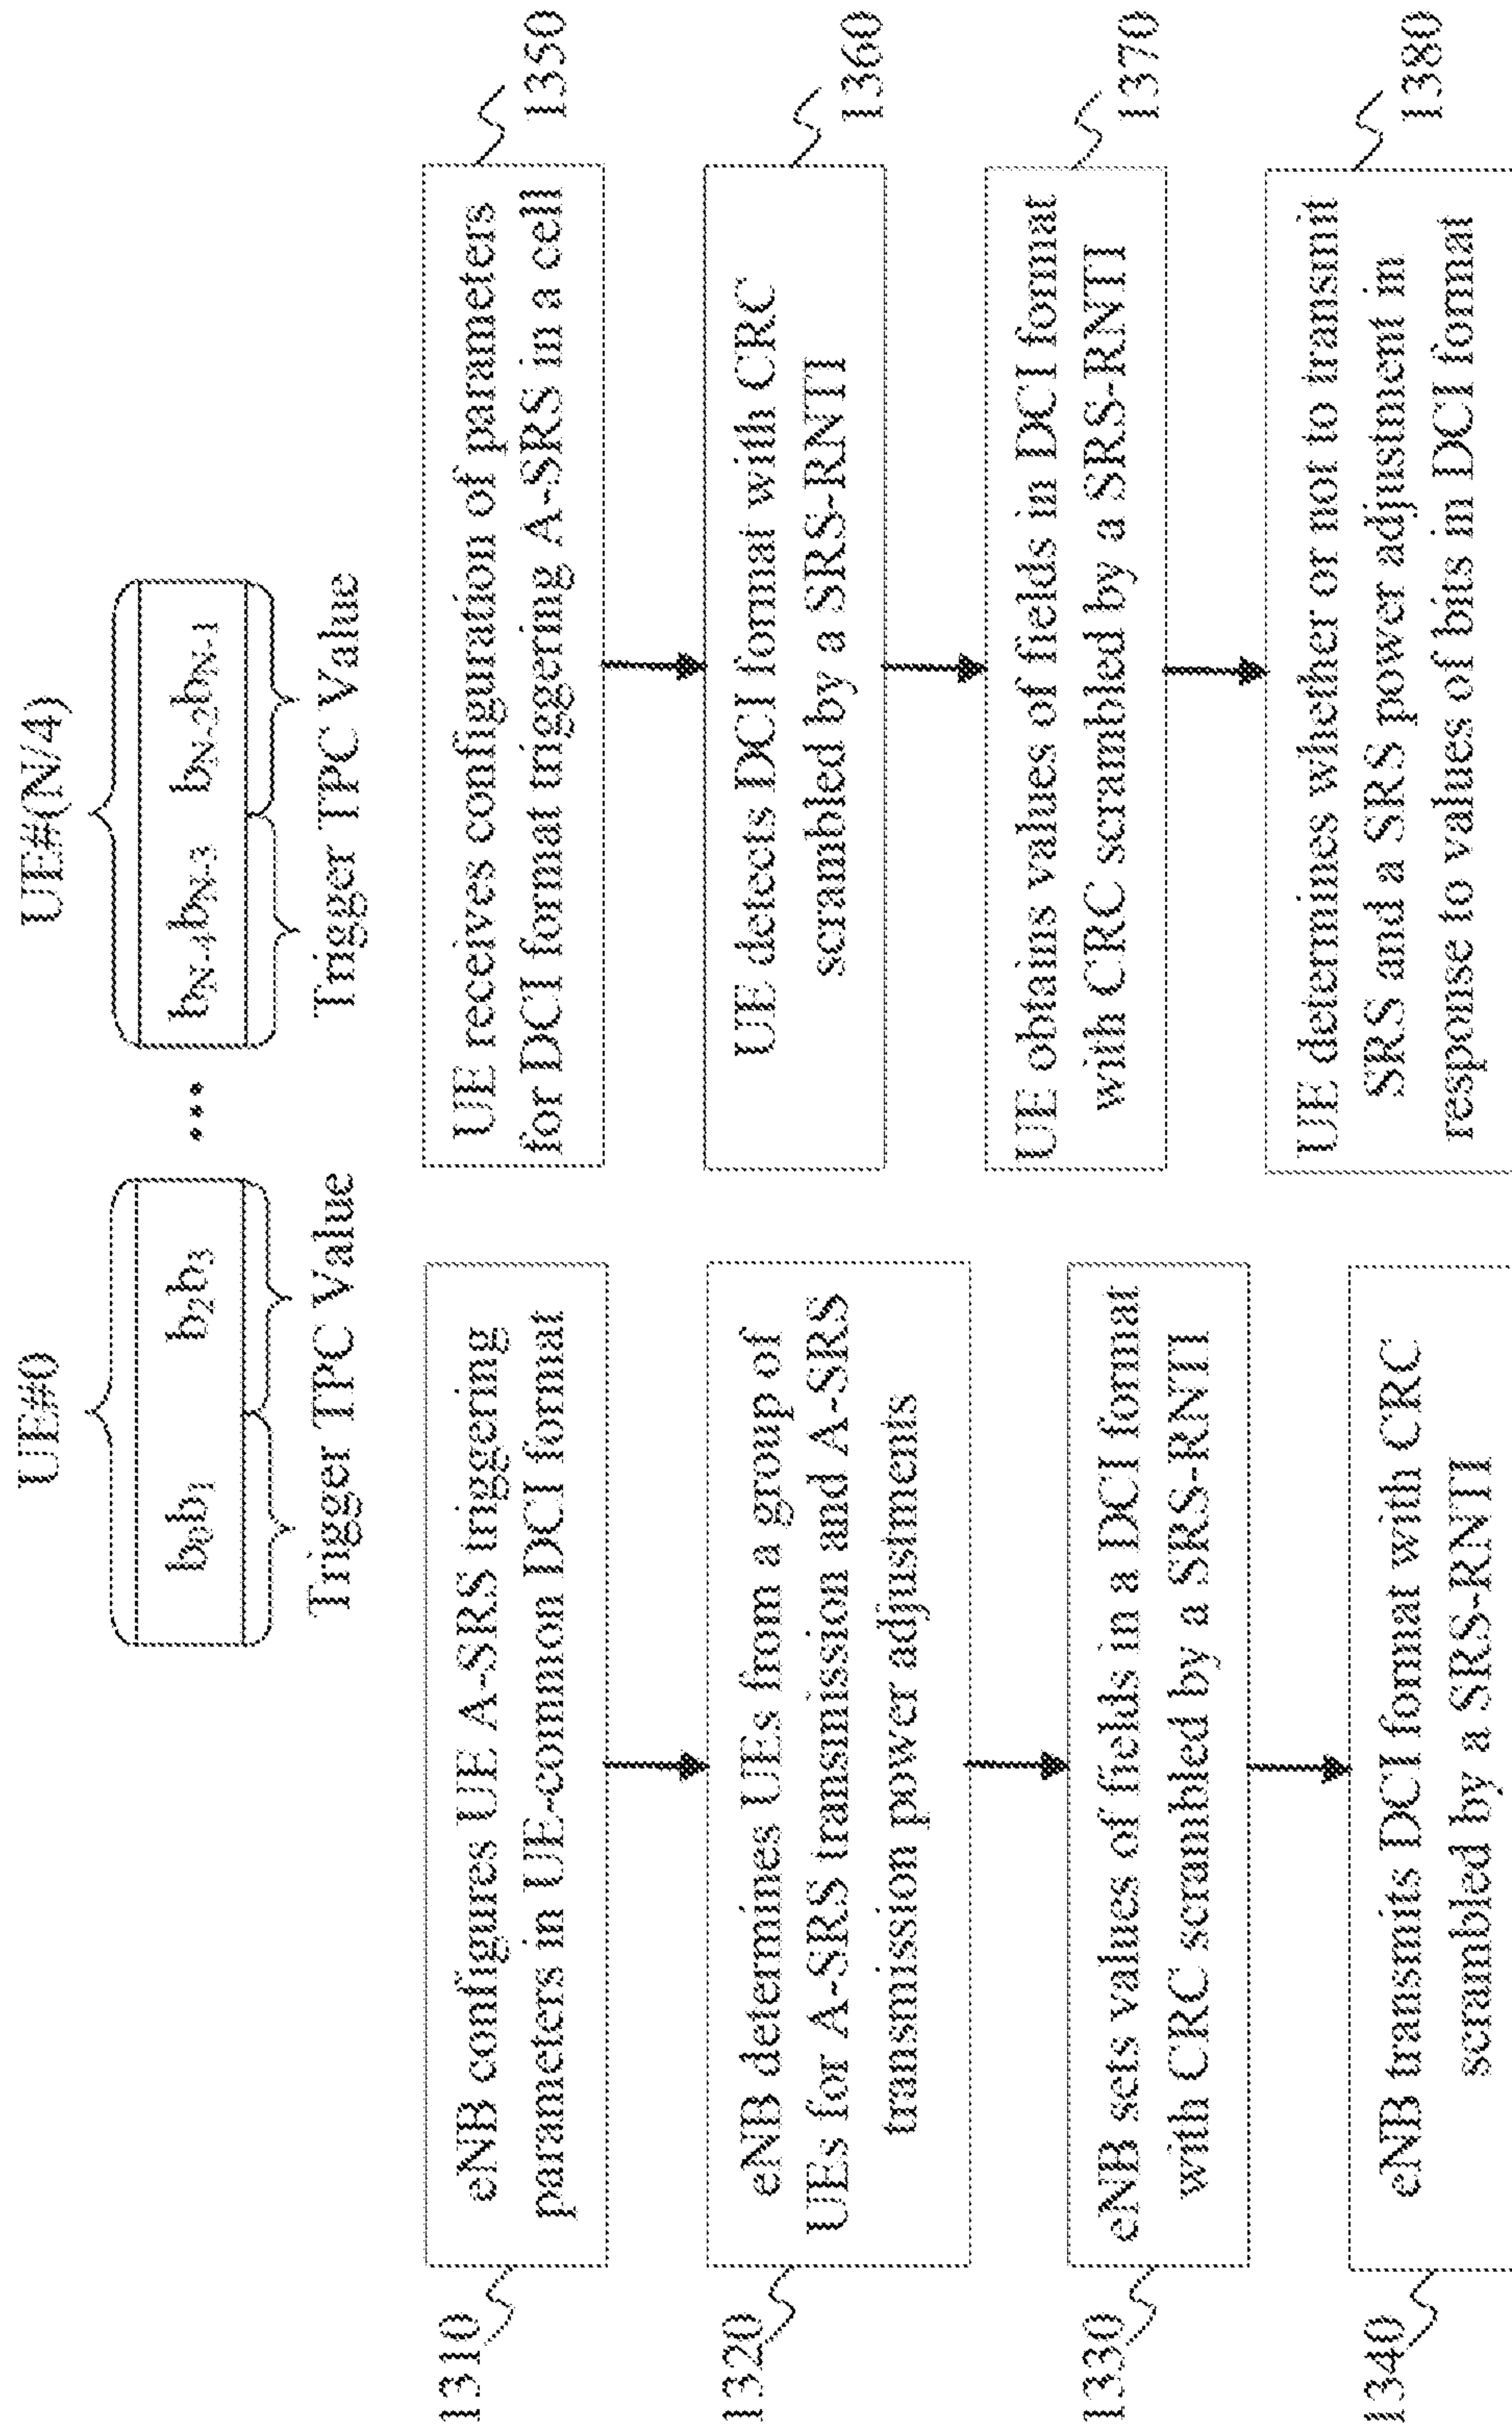 UE#0
UE#(N/4)
b0b1
b2b3
...
bN-4bN-3
bN-2bN-1
Trigger TPC Value
Trigger TPC Value
1310
eNB configures UE A-SRS triggering
parameters in UE-common DCI format
1320
eNB determines UEs from a group of
UEs for A-SRS transmission and A-SRS
transmission power adjustments
1330
eNB sets values of fields in a DCI format
with CRC scrambled by a SRS-RNTI
1340
eNB transmits DCI format with CRC
scrambled by a SRS-RNTI
UE receives configuration of parameters
for DCI format triggering A-SRS in a cell
1350
UE detects DCI format with CRC
scrambled by a SRS-RNTI
1360
UE obtains values of fields in DCI format
with CRC scrambled by a SRS-RNTI
1370
UE determines whether or not to transmit
SRS and a SRS power adjustment in
response to values of bits in DCI format
1380